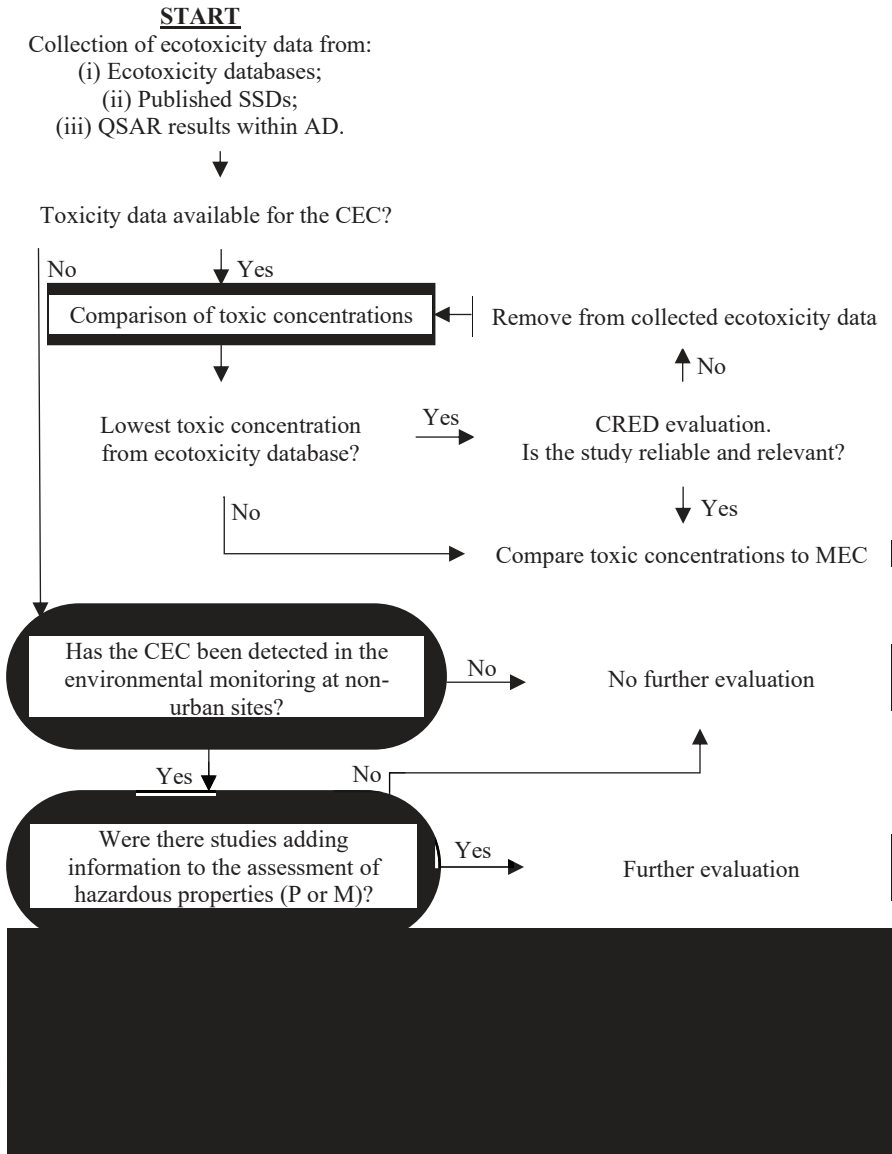 START
Collection of ecotoxicity data from:
(i) Ecotoxicity databases;
(ii) Published SSDs;
(iii) QSAR results within AD.
Toxicity data available for the CEC?
No
Yes
Comparison of toxic concentrations
Remove from collected ecotoxicity data
No
Lowest toxic concentration
from ecotoxicity database?
Yes
CRED evaluation.
Is the study reliable and relevant?
No
Yes
Compare toxic concentrations to MEC
Has the CEC been detected in the
environmental monitoring at non-
urban sites?
No
No further evaluation
Yes
No
Were there studies adding
information to the assessment of
hazardous properties (P or M)?
Yes
Further evaluation